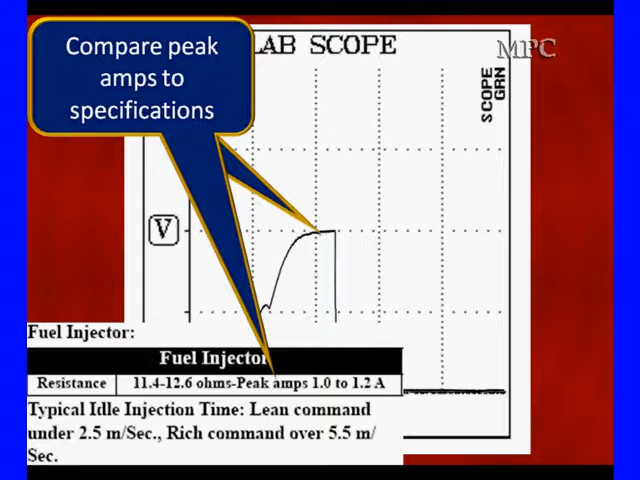 Compare peak
amps to
specifications
LAB SCOPE
MPC
SCOPE
GRN
V
Fuel Injector:
Fuel Injector
Resistance 11.4-12.6 ohms-Peak amps 1.0 to 1.2 A
Typical Idle Injection Time: Lean command
under 2.5 m/Sec., Rich command over 5.5 m/
Sec.